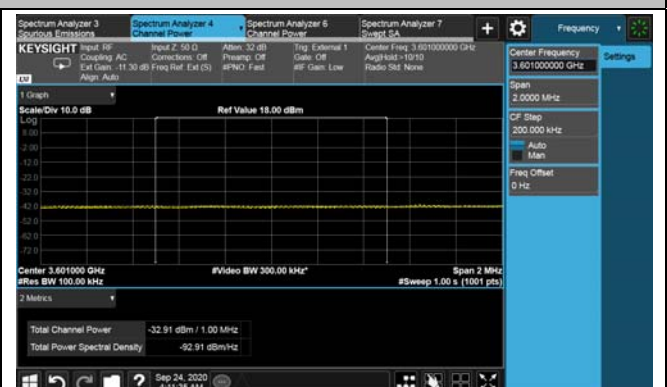 Spectrum Analyzer 3
Spurious Emissions
Spectrum Analyzer 4
Channel Power
Spectrum Analyzer 6
Channel Power
Spectrum Analyzer 7
Swept SA
+
Frequency
KEYSIGHT
Input: RF
Coupling: AC
Ext Gain: -11.30 dB
Align: Auto
Input Z: 50 Ω
Corrections: Off
Freq Ref: Ext (S)
Atten: 32 dB
Preamp: Off
#PNO: Fast
Trig: External 1
Gate: Off
#IF Gain: Low
Center Freq: 3.601000000 GHz
Avg|Hold:>10/10
Radio Std: None
Center Frequency
3.601000000 GHz
Settings
Span
2.0000 MHz
CF Step
200.000 kHz
Auto
Man
Freq Offset
0 Hz
1 Graph
Scale/Div 10.0 dB
Ref Value 18.00 dBm
Log
8.00
-2.00
-12.0
-22.0
-32.0
-42.0
-52.0
-62.0
-72.0
Center 3.601000 GHz
#Video BW 300.00 kHz*
Span 2 MHz
#Res BW 100.00 kHz
#Sweep 1.00 s (1001 pts)
2 Metrics
Total Channel Power
-32.91 dBm / 1.00 MHz
Total Power Spectral Density
-92.91 dBm/Hz
?
Sep 24, 2020